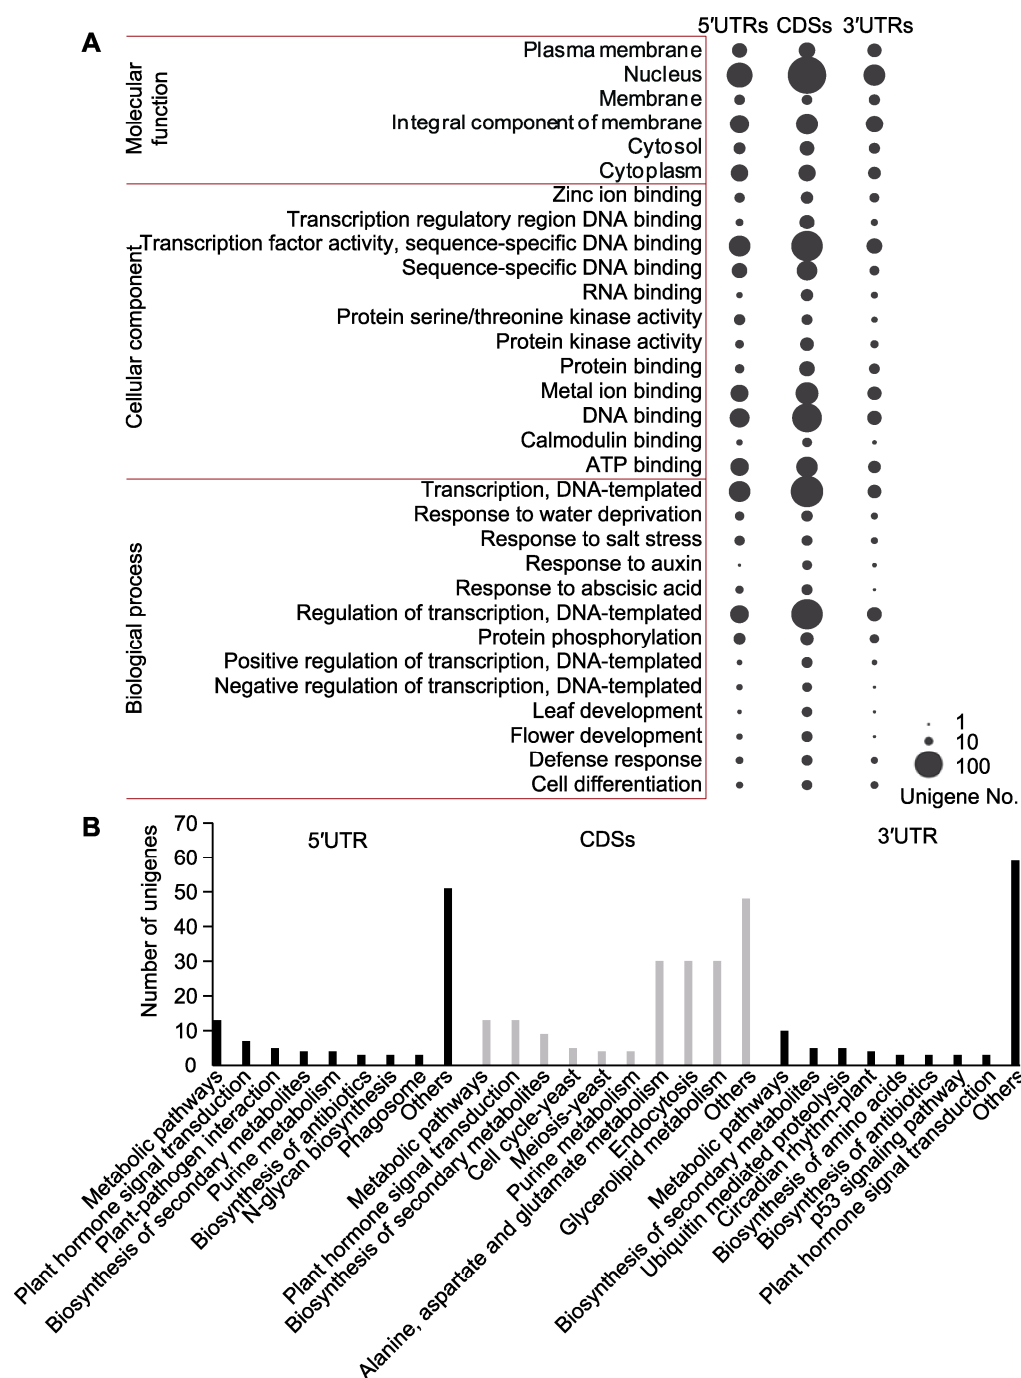 A
5′UTRs CDSs 3′UTRs
Molecular
function
Plasma membrane
Nucleus
Membrane
Integral component of membrane
Cytosol
Cytoplasm
Cellular component
Zinc ion binding
Transcription regulatory region DNA binding
Transcription factor activity, sequence-specific DNA binding
Sequence-specific DNA binding
RNA binding
Protein serine/threonine kinase activity
Protein kinase activity
Protein binding
Metal ion binding
DNA binding
Calmodulin binding
ATP binding
Biological process
Transcription, DNA-templated
Response to water deprivation
Response to salt stress
Response to auxin
Response to abscisic acid
Regulation of transcription, DNA-templated
Protein phosphorylation
Positive regulation of transcription, DNA-templated
Negative regulation of transcription, DNA-templated
Leaf development
Flower development
Defense response
Cell differentiation
1
10
100
Unigene No.
B
Number of unigenes
70
60
50
40
30
20
10
0
5′UTR
CDSs
3′UTR
Metabolic pathways
Plant hormone signal transduction
Plant-pathogen interaction
Biosynthesis of secondary metabolites
Purine metabolism
Biosynthesis of antibiotics
N-glycan biosynthesis
Phagosome
Others
Metabolic pathways
Plant hormone signal transduction
Biosynthesis of secondary metabolites
Cell cycle-yeast
Meiosis-yeast
Purine metabolism
Alanine, aspartate and glutamate metabolism
Endocytosis
Glycerolipid metabolism
Others
Metabolic pathways
Biosynthesis of secondary metabolites
Ubiquitin mediated proteolysis
Circadian rhythm-plant
Biosynthesis of amino acids
Biosynthesis of antibiotics
p53 signaling pathway
Plant hormone signal transduction
Others